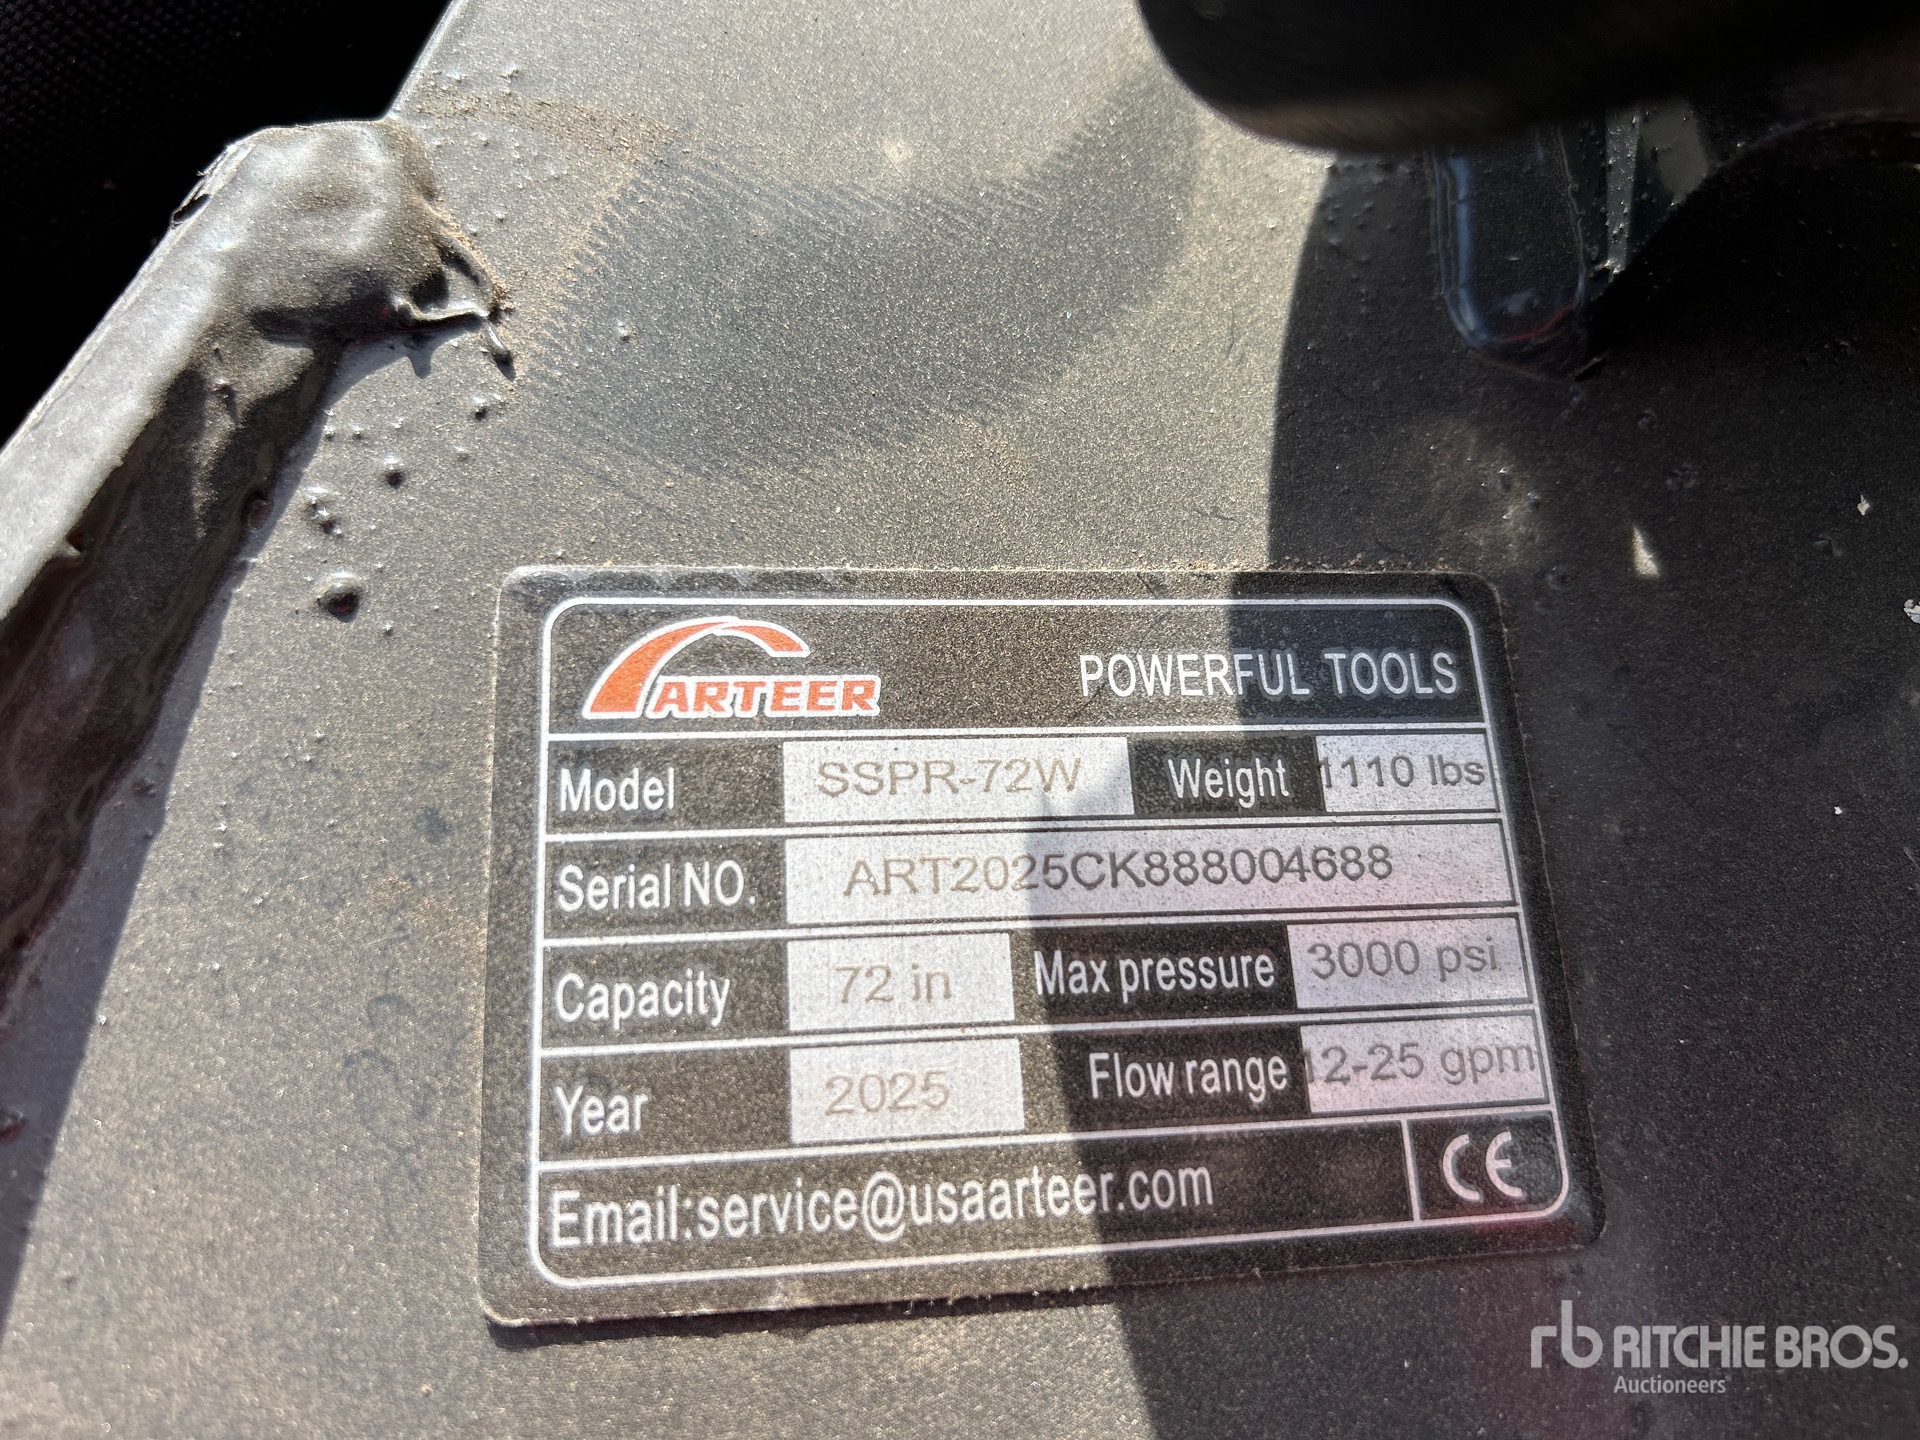 ARTEER POWERFUL TOOLS
Model SSPR-72W Weight 1110 lbs
Serial NO. ART2025CK888004688
Capacity 72 in Max pressure 3000 psi
Year 2025 Flow range 12-25 gpm
Email:service@usaarteer.com CE
rb RITCHIE BROS.
Auctioneers